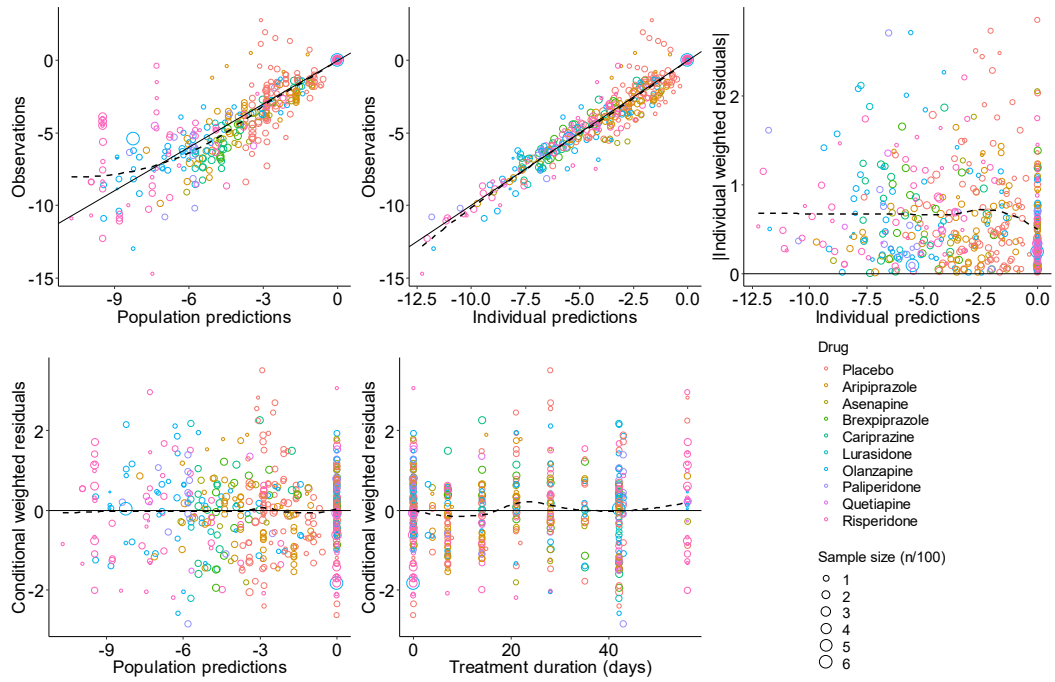 Observations
0
-5
-10
-15
-9
-6
-3
0
Population predictions
Observations
0
-5
-10
-15
-12.5
-10.0
-7.5
-5.0
-2.5
0.0
Individual predictions
|Individual weighted residuals|
2
1
0
-12.5
-10.0
-7.5
-5.0
-2.5
0.0
Individual predictions
Conditional weighted residuals
2
0
-2
-9
-6
-3
0
Population predictions
Conditional weighted residuals
2
0
-2
0
20
40
Treatment duration (days)
Drug
Placebo
Aripiprazole
Asenapine
Brexpiprazole
Cariprazine
Lurasidone
Olanzapine
Paliperidone
Quetiapine
Risperidone
Sample size (n/100)
1
2
3
4
5
6